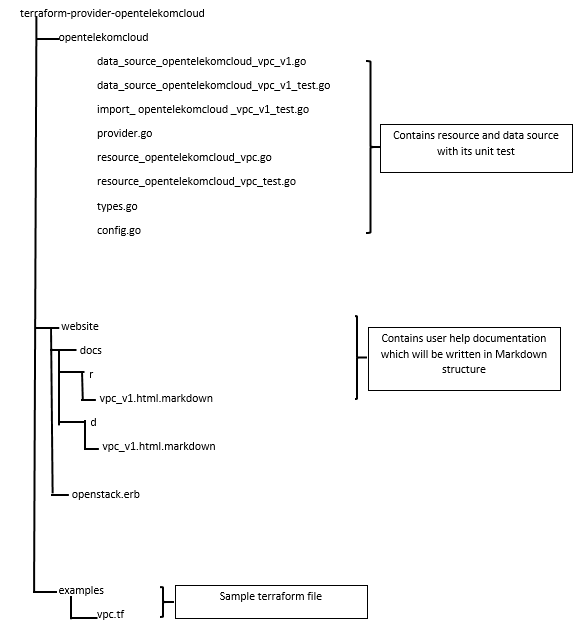 terraform-provider-opentelekomcloud
opentelekomcloud
data_source_opentelekomcloud_vpc_v1.go
data_source_opentelekomcloud_vpc_v1_test.go
import_ opentelekomcloud _vpc_v1_test.go
provider.go
resource_opentelekomcloud_vpc.go
resource_opentelekomcloud_vpc_test.go
types.go
config.go
Contains resource and data source
with its unit test
website
docs
r
vpc_v1.html.markdown
d
vpc_v1.html.markdown
openstack.erb
Contains user help documentation
which will be written in Markdown
structure
examples
vpc.tf
Sample terraform file